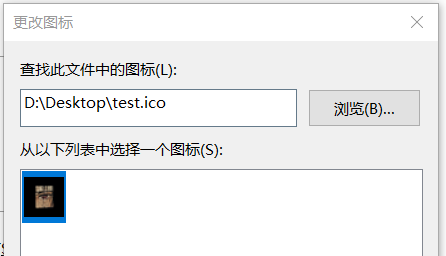 更改图标
查找此文件中的图标(L):
D:\Desktop\test.ico
浏览(B)...
从以下列表中选择一个图标(S):